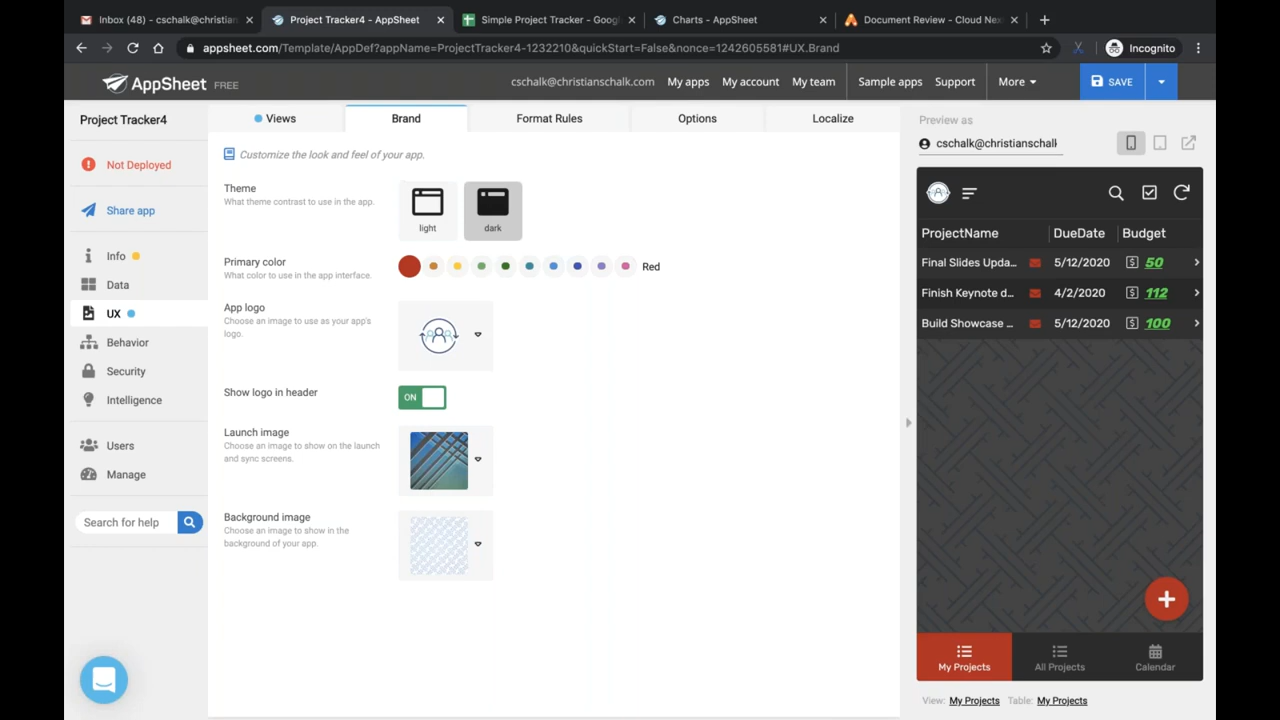 Inbox (48) - cschalk@christian
Project Tracker4 - AppSheet
Simple Project Tracker - Goog
Charts - AppSheet
Document Review - Cloud Nex
appsheet.com/Template/AppDef?appName=ProjectTracker4-1232210&quickStart=False&nonce=1242605581#UX.Brand
Incognito
AppSheet FREE
cschalk@christianschalk.com
My apps
My account
My team
Sample apps
Support
More
SAVE
Project Tracker4
Not Deployed
Share app
Info
Data
UX
Behavior
Security
Intelligence
Users
Manage
Search for help
Views
Brand
Format Rules
Options
Localize
Customize the look and feel of your app.
Theme
What theme contrast to use in the app.
light
dark
Primary color
What color to use in the app interface.
Red
App logo
Choose an image to use as your app's
logo.
Show logo in header
ON
Launch image
Choose an image to show on the launch
and sync screens.
Background image
Choose an image to show in the
background of your app.
Preview as
cschalk@christianschalk
ProjectName DueDate Budget
Final Slides Upda... 5/12/2020 $ 50
Finish Keynote d... 4/2/2020 $ 112
Build Showcase ... 5/12/2020 $ 100
My Projects
All Projects
Calendar
View: My Projects Table: My Projects